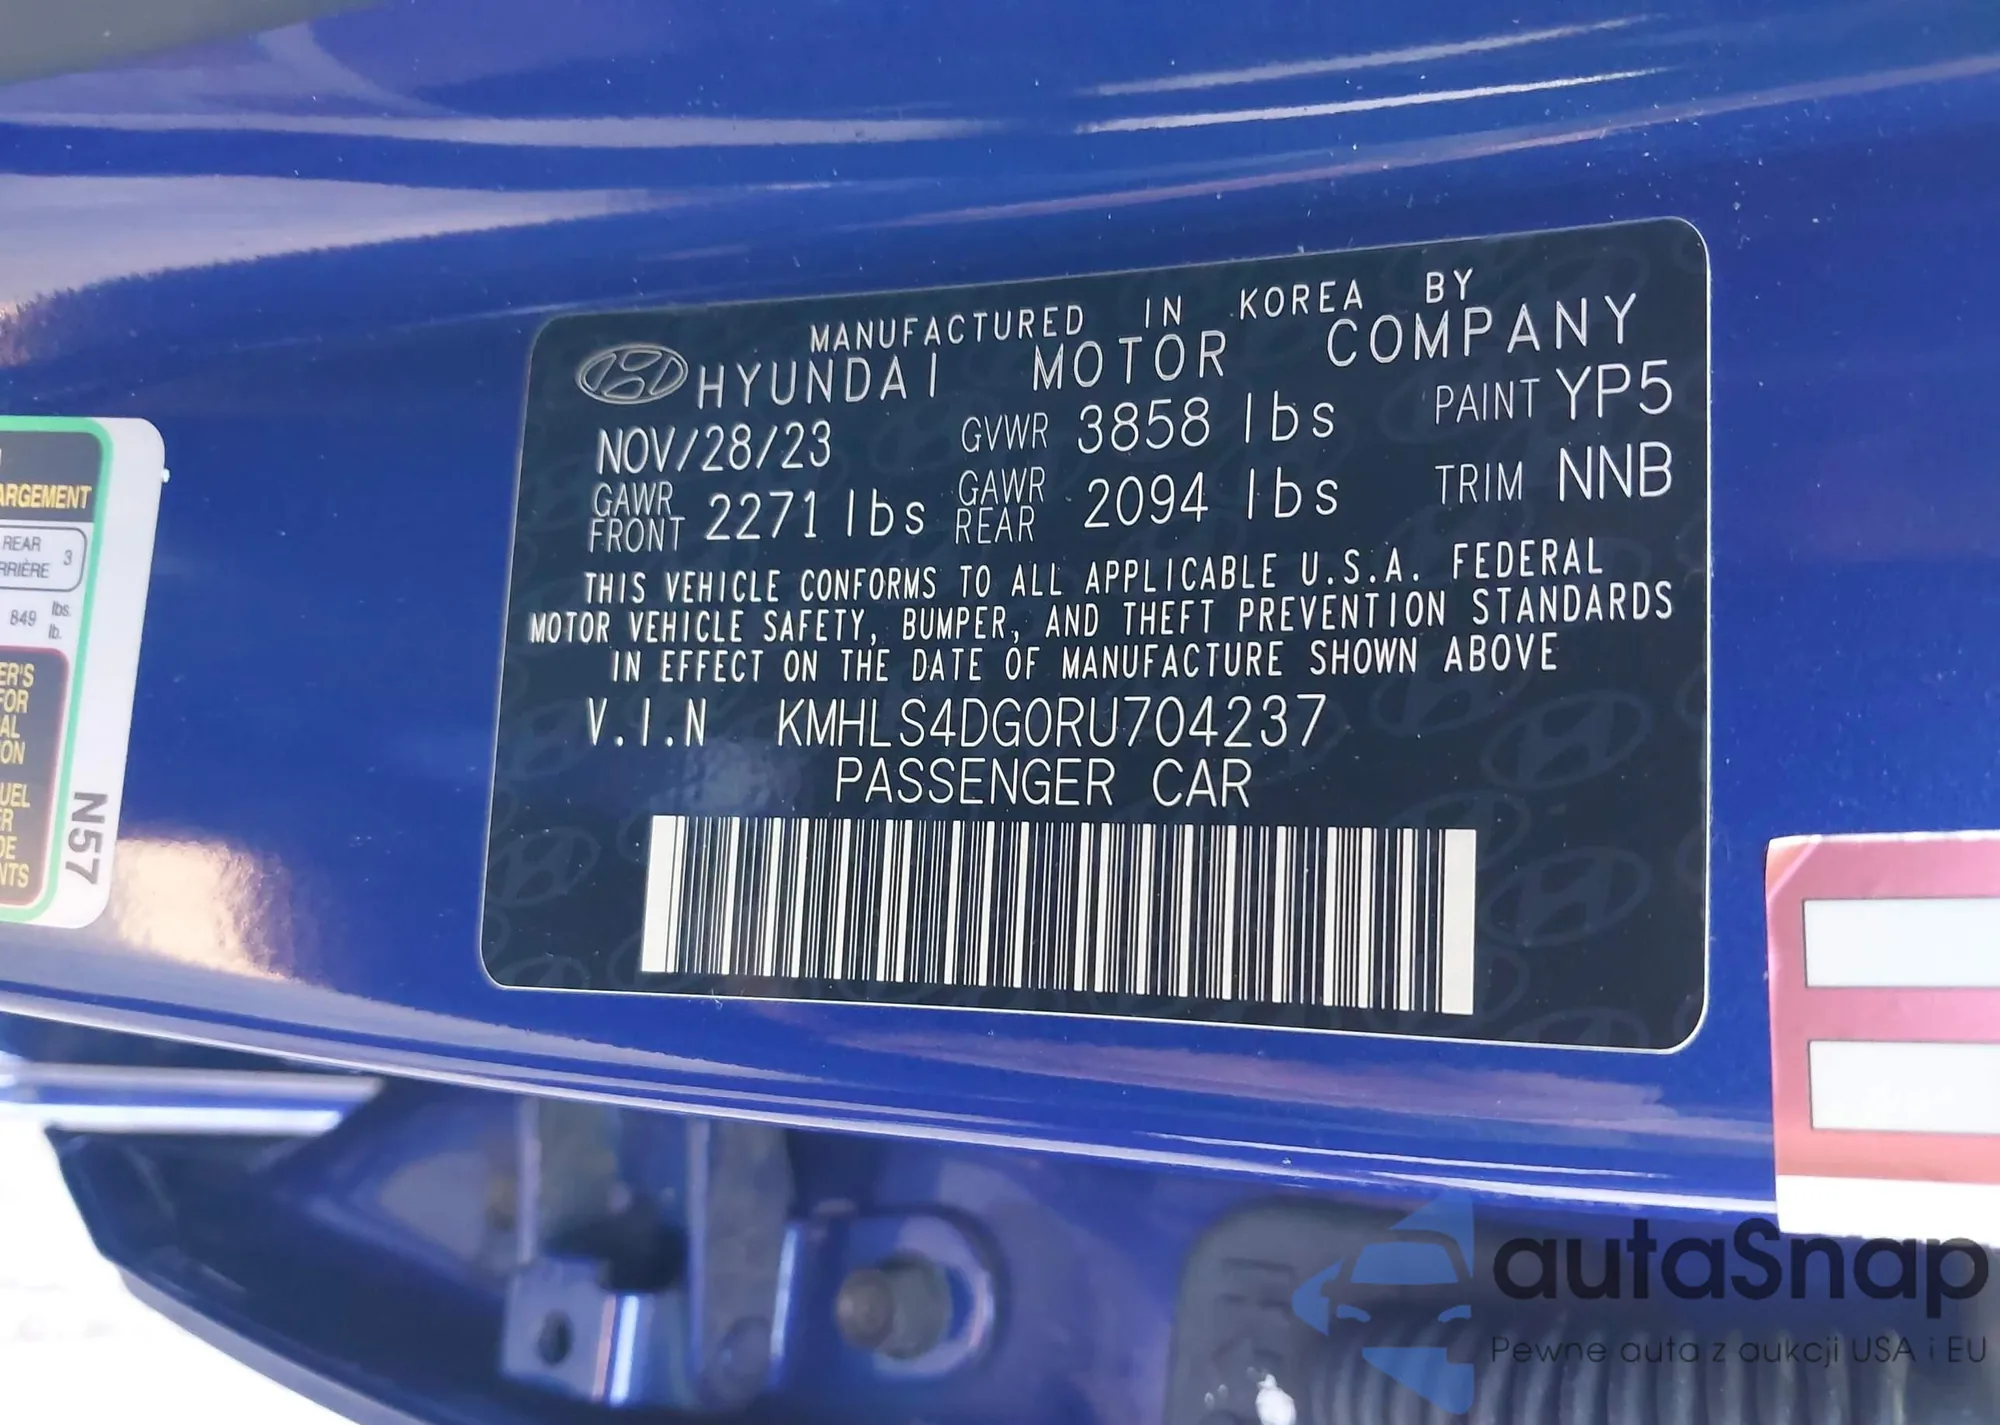 MANUFACTURED IN KOREA BY
HYUNDAI MOTOR COMPANY
NOV/28/23 GVWR 3858 lbs PAINT YP5
GAWR FRONT 2271 lbs GAWR REAR 2094 lbs TRIM NNB
THIS VEHICLE CONFORMS TO ALL APPLICABLE U.S.A. FEDERAL
MOTOR VEHICLE SAFETY, BUMPER, AND THEFT PREVENTION STANDARDS
IN EFFECT ON THE DATE OF MANUFACTURE SHOWN ABOVE
V.I.N KMHLS4DG0RU704237
PASSENGER CAR
REAR 3
849 lbs.
lb.
N57
autaSnap
Pewne auta z aukcji USA i EU